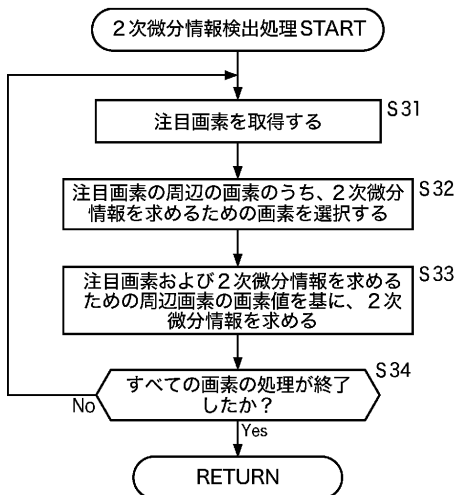 ２次微分情報検出処理START
注目画素を取得する
S31
注目画素の周辺の画素のうち、２次微分
情報を求めるための画素を選択する
S32
注目画素および２次微分情報を求める
ための周辺画素の画素値を基に、２次
微分情報を求める
S33
すべての画素の処理が終了
したか？
S34
No
Yes
RETURN